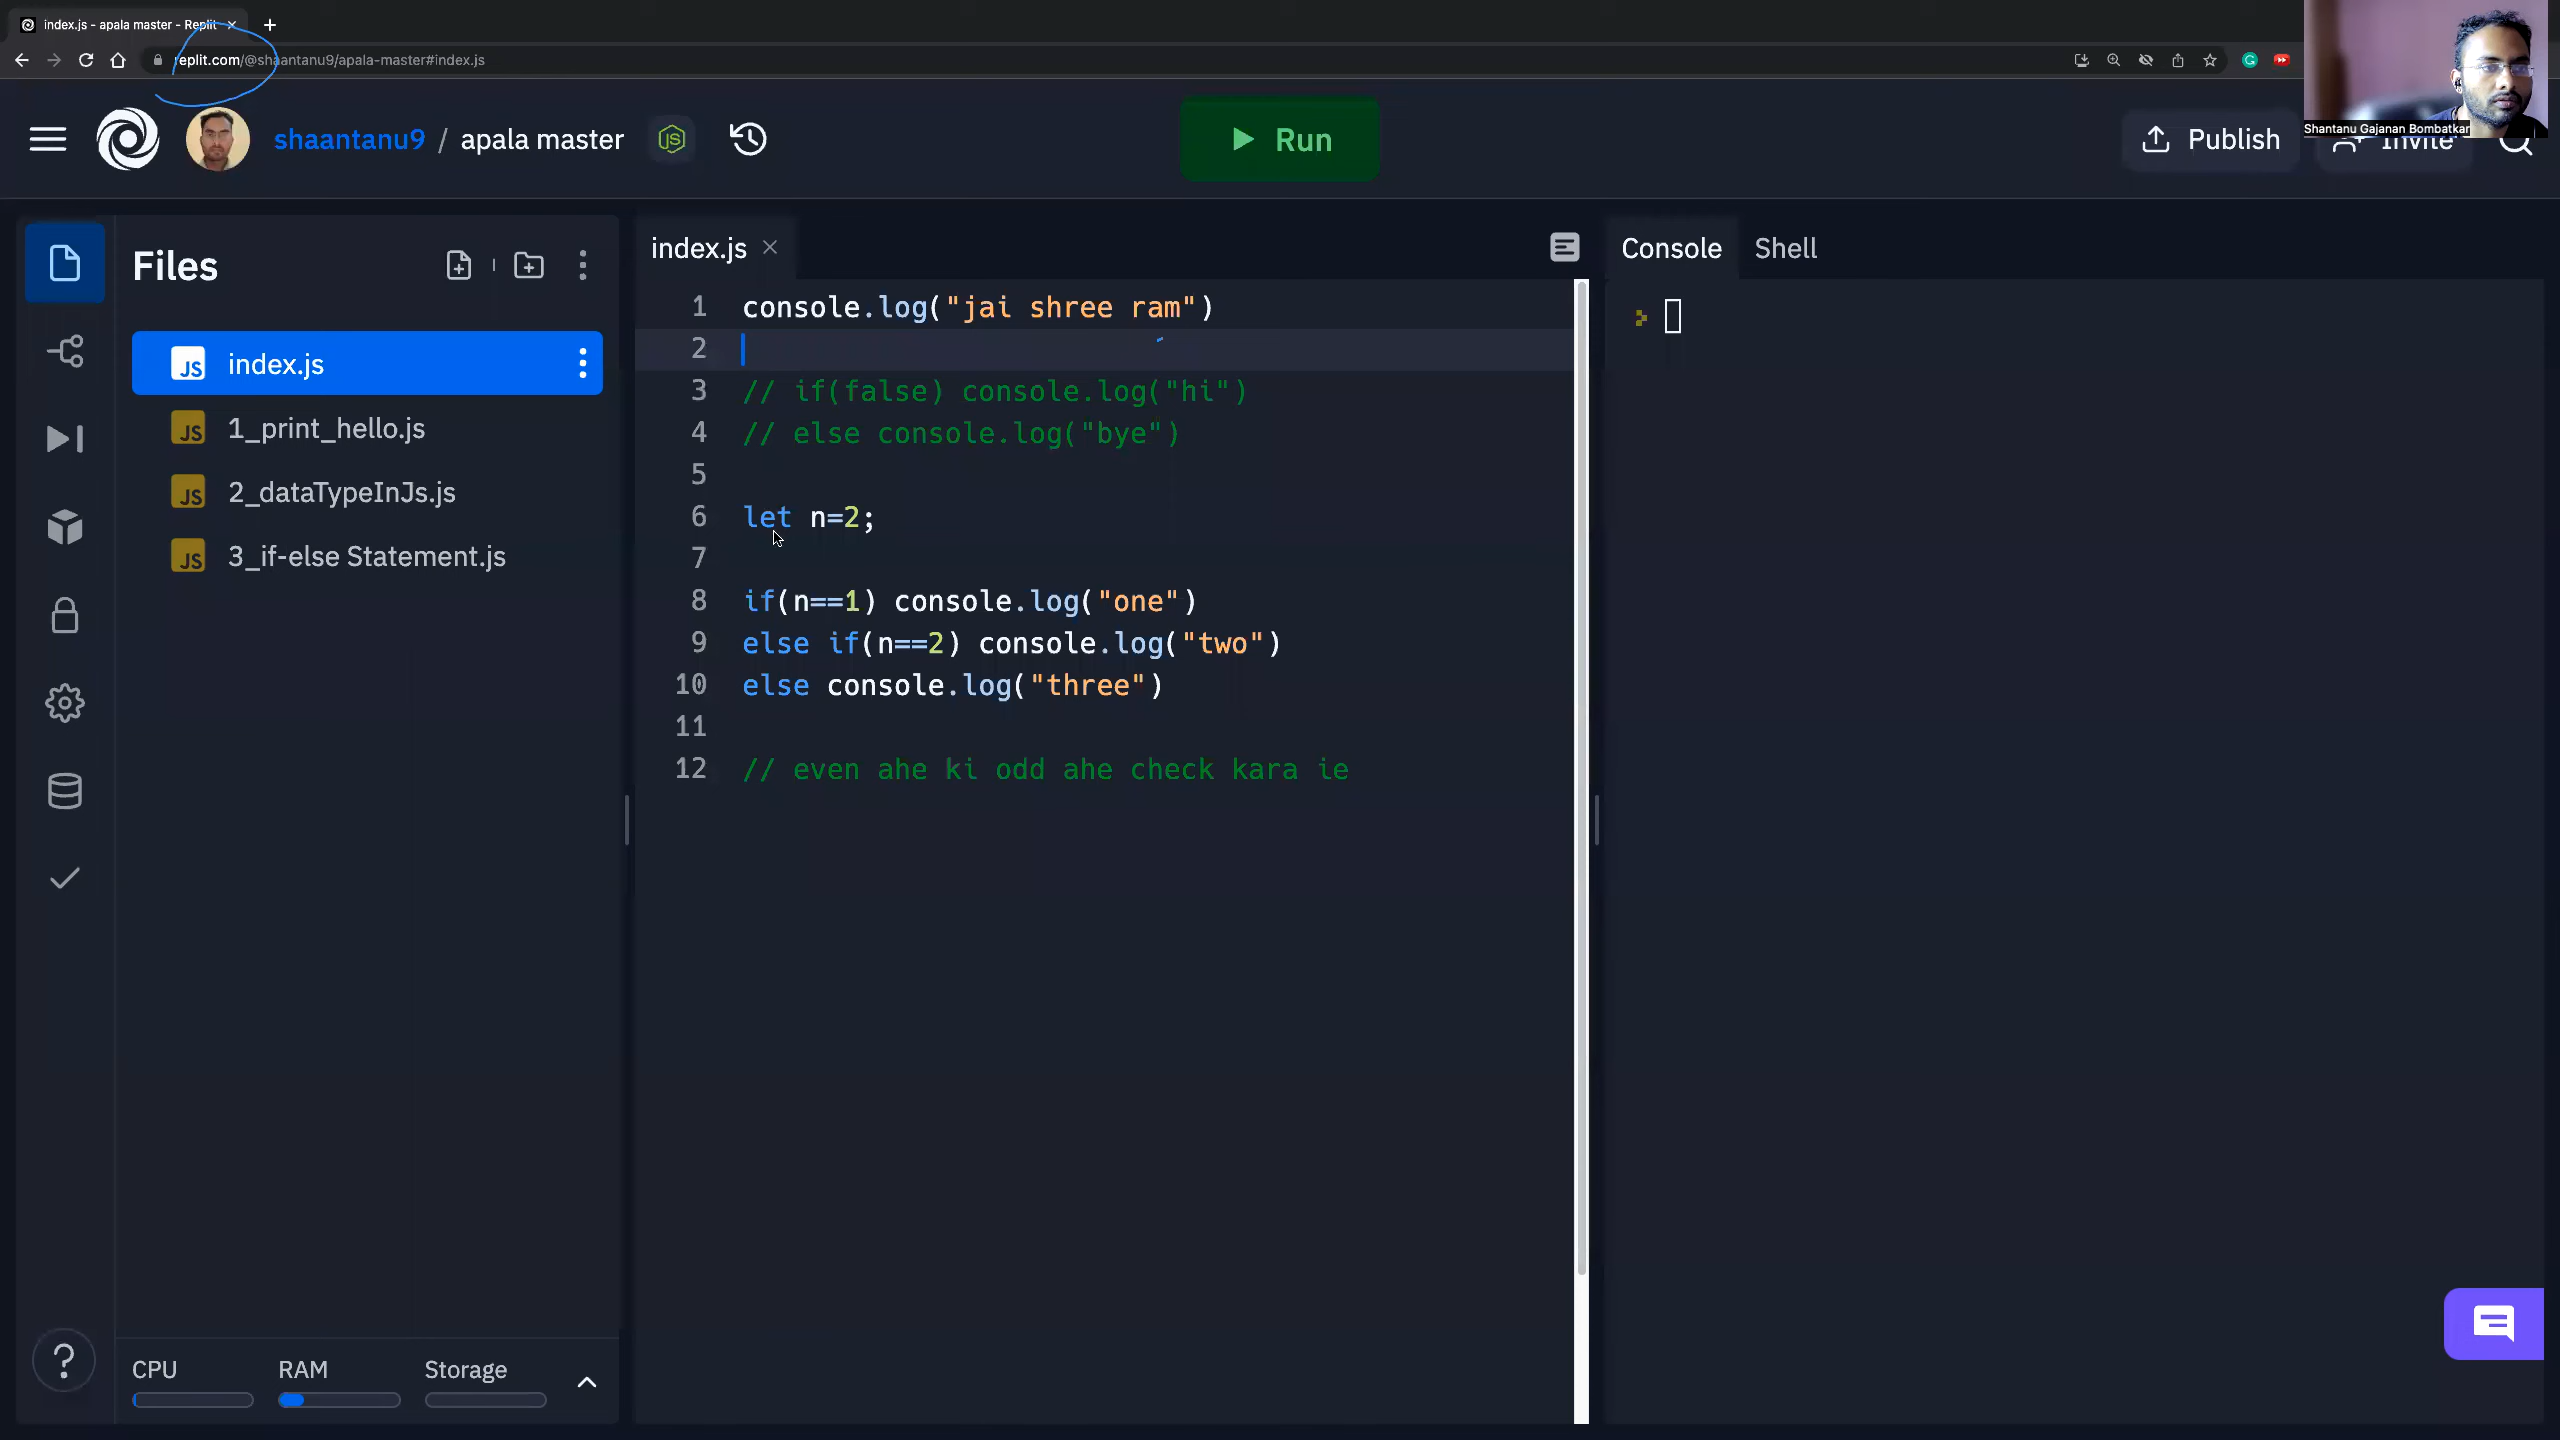 index.js - apala master - Replit
replit.com/@shaantanu9/apala-master#index.js
Shantanu Gajanan Bombatkar
shaantanu9 / apala master
Run
Publish
Invite
Files
index.js
1_print_hello.js
2_dataTypeInJs.js
3_if-else Statement.js
CPU
RAM
Storage
index.js
1 console.log("jai shree ram")
2
3 // if(false) console.log("hi")
4 // else console.log("bye")
5
6 let n=2;
7
8 if(n==1) console.log("one")
9 else if(n==2) console.log("two")
10 else console.log("three")
11
12 // even ahe ki odd ahe check kara ie
Console Shell